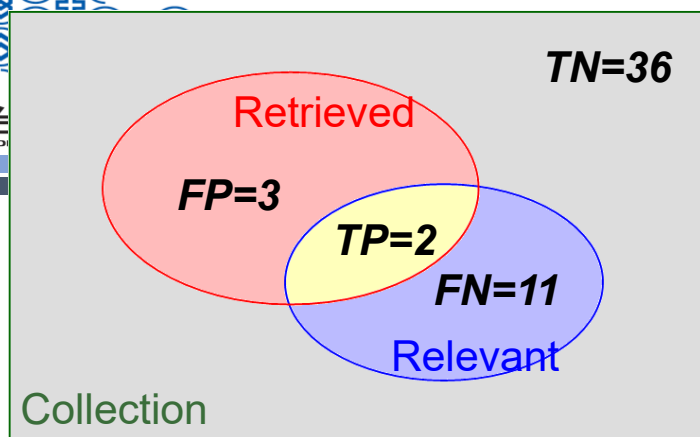 TN=36
Retrieved
FP=3
TP=2
FN=11
Relevant
Collection